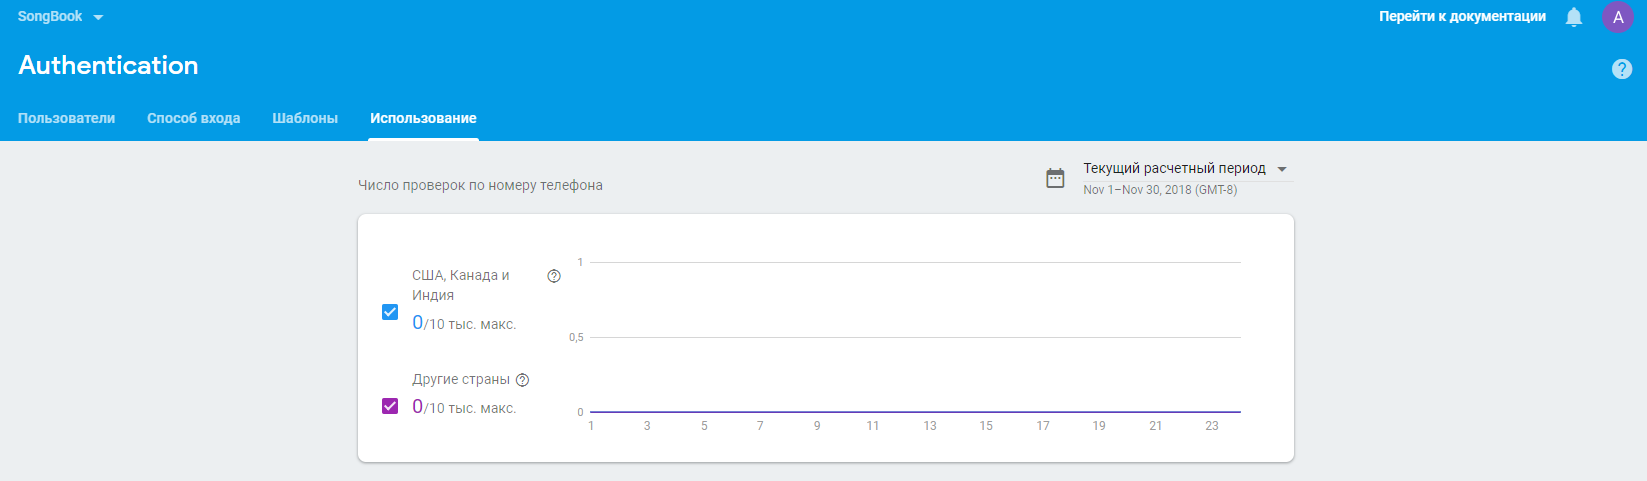 SongBook
Перейти к документации
A
Authentication
?
Пользователи Способ входа Шаблоны Использование
Число проверок по номеру телефона
Текущий расчетный период
Nov 1–Nov 30, 2018 (GMT-8)
США, Канада и
Индия
?
0/10 тыс. макс.
Другие страны ?
0/10 тыс. макс.
1
0,5
0
1 3 5 7 9 11 13 15 17 19 21 23